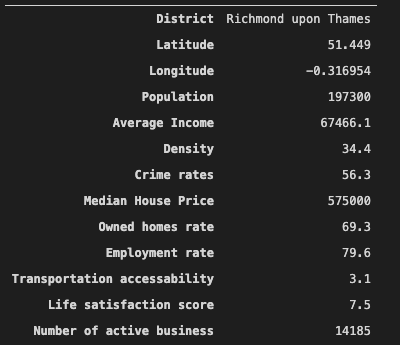 District Richmond upon Thames
Latitude 51.449
Longitude -0.316954
Population 197300
Average Income 67466.1
Density 34.4
Crime rates 56.3
Median House Price 575000
Owned homes rate 69.3
Employment rate 79.6
Transportation accessability 3.1
Life satisfaction score 7.5
Number of active business 14185